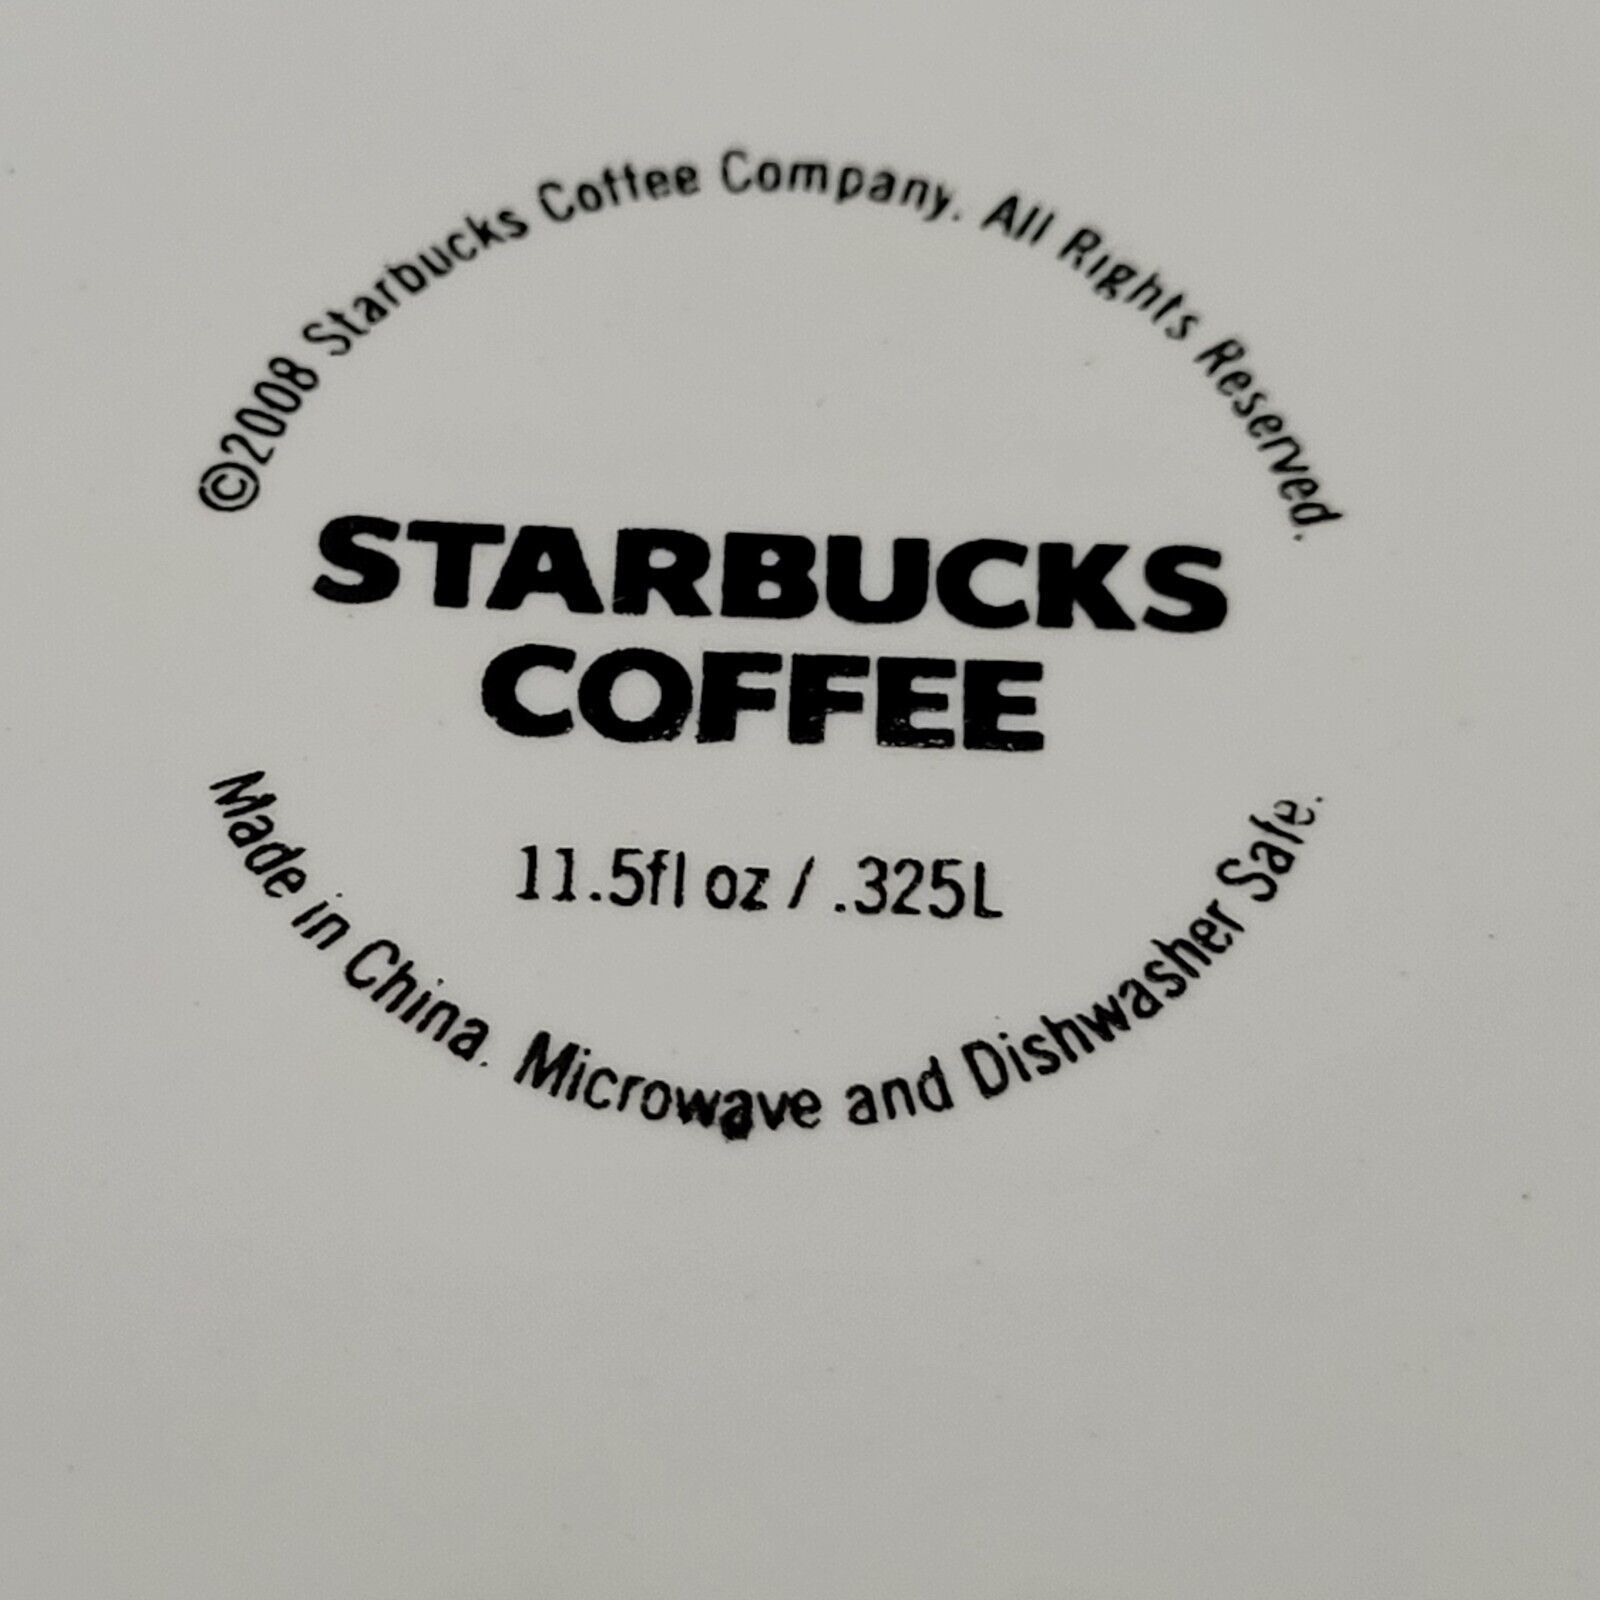 ©2008 Starbucks Coffee Company. All Rights Reserved.
STARBUCKS
COFFEE
11.5fl oz / .325L
Made in China. Microwave and Dishwasher Safe.